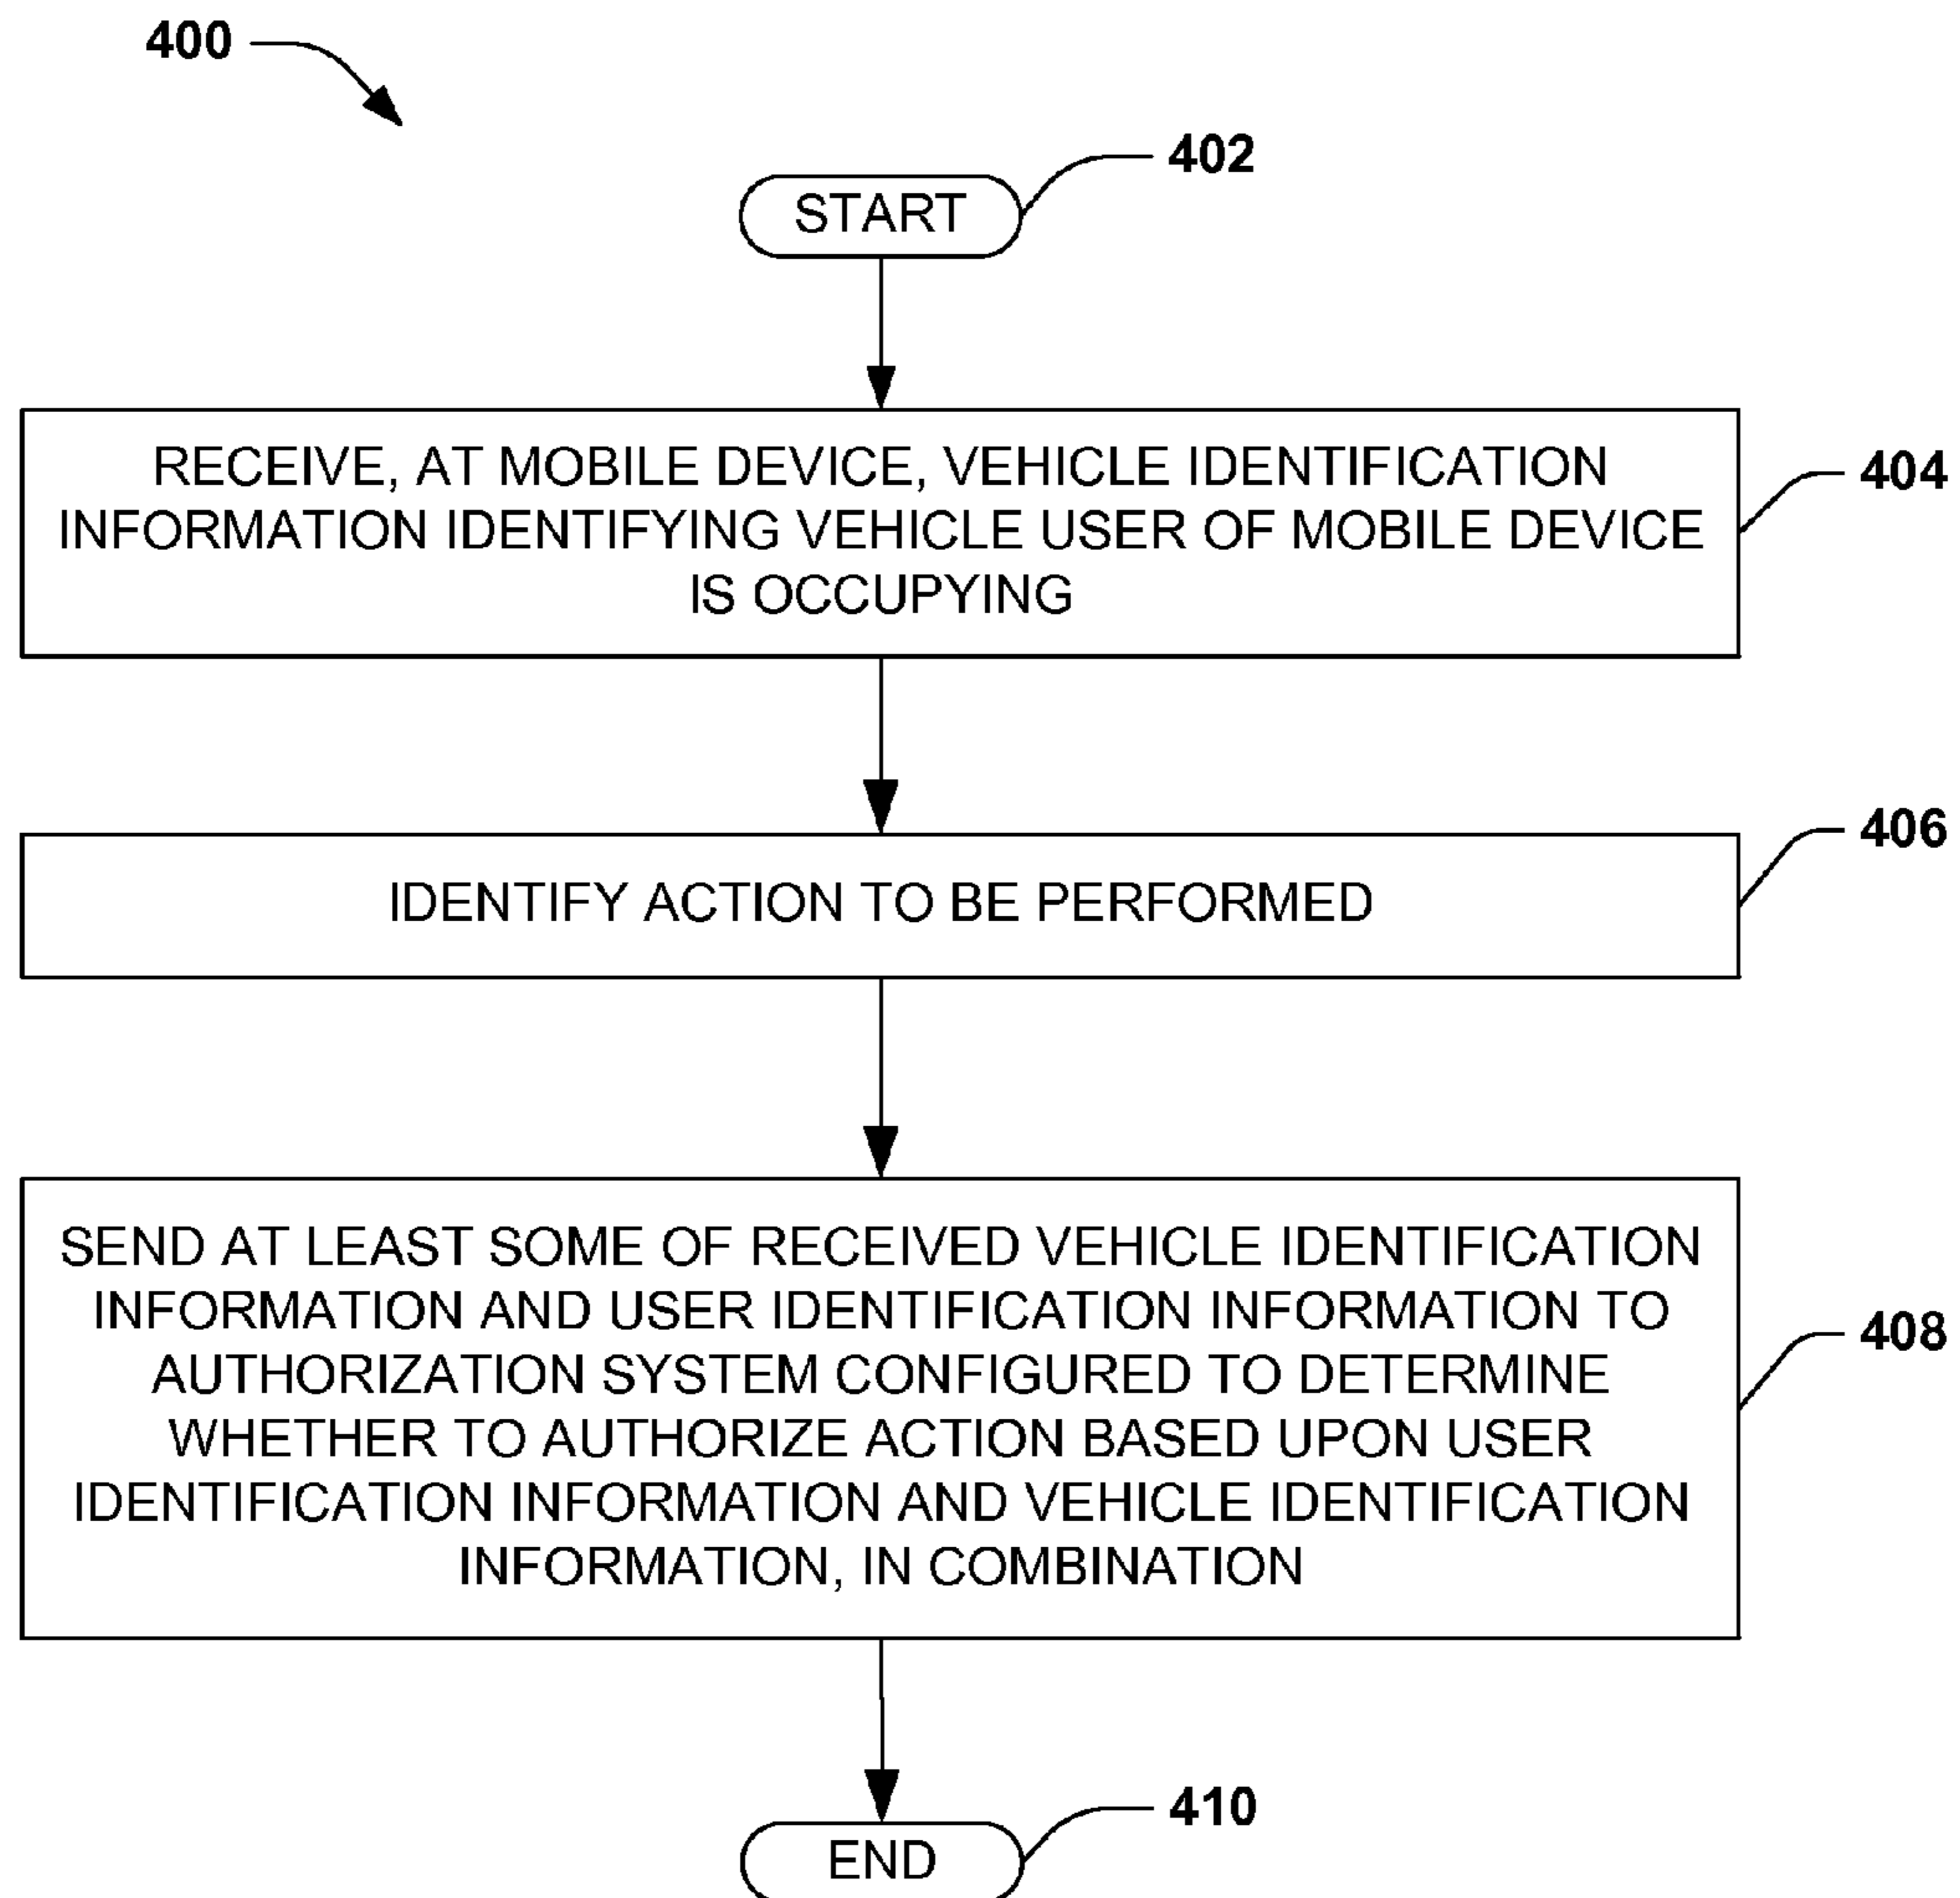 400
402
START
RECEIVE, AT MOBILE DEVICE, VEHICLE IDENTIFICATION
INFORMATION IDENTIFYING VEHICLE USER OF MOBILE DEVICE
IS OCCUPYING
404
IDENTIFY ACTION TO BE PERFORMED
406
SEND AT LEAST SOME OF RECEIVED VEHICLE IDENTIFICATION
INFORMATION AND USER IDENTIFICATION INFORMATION TO
AUTHORIZATION SYSTEM CONFIGURED TO DETERMINE
WHETHER TO AUTHORIZE ACTION BASED UPON USER
IDENTIFICATION INFORMATION AND VEHICLE IDENTIFICATION
INFORMATION, IN COMBINATION
408
410
END